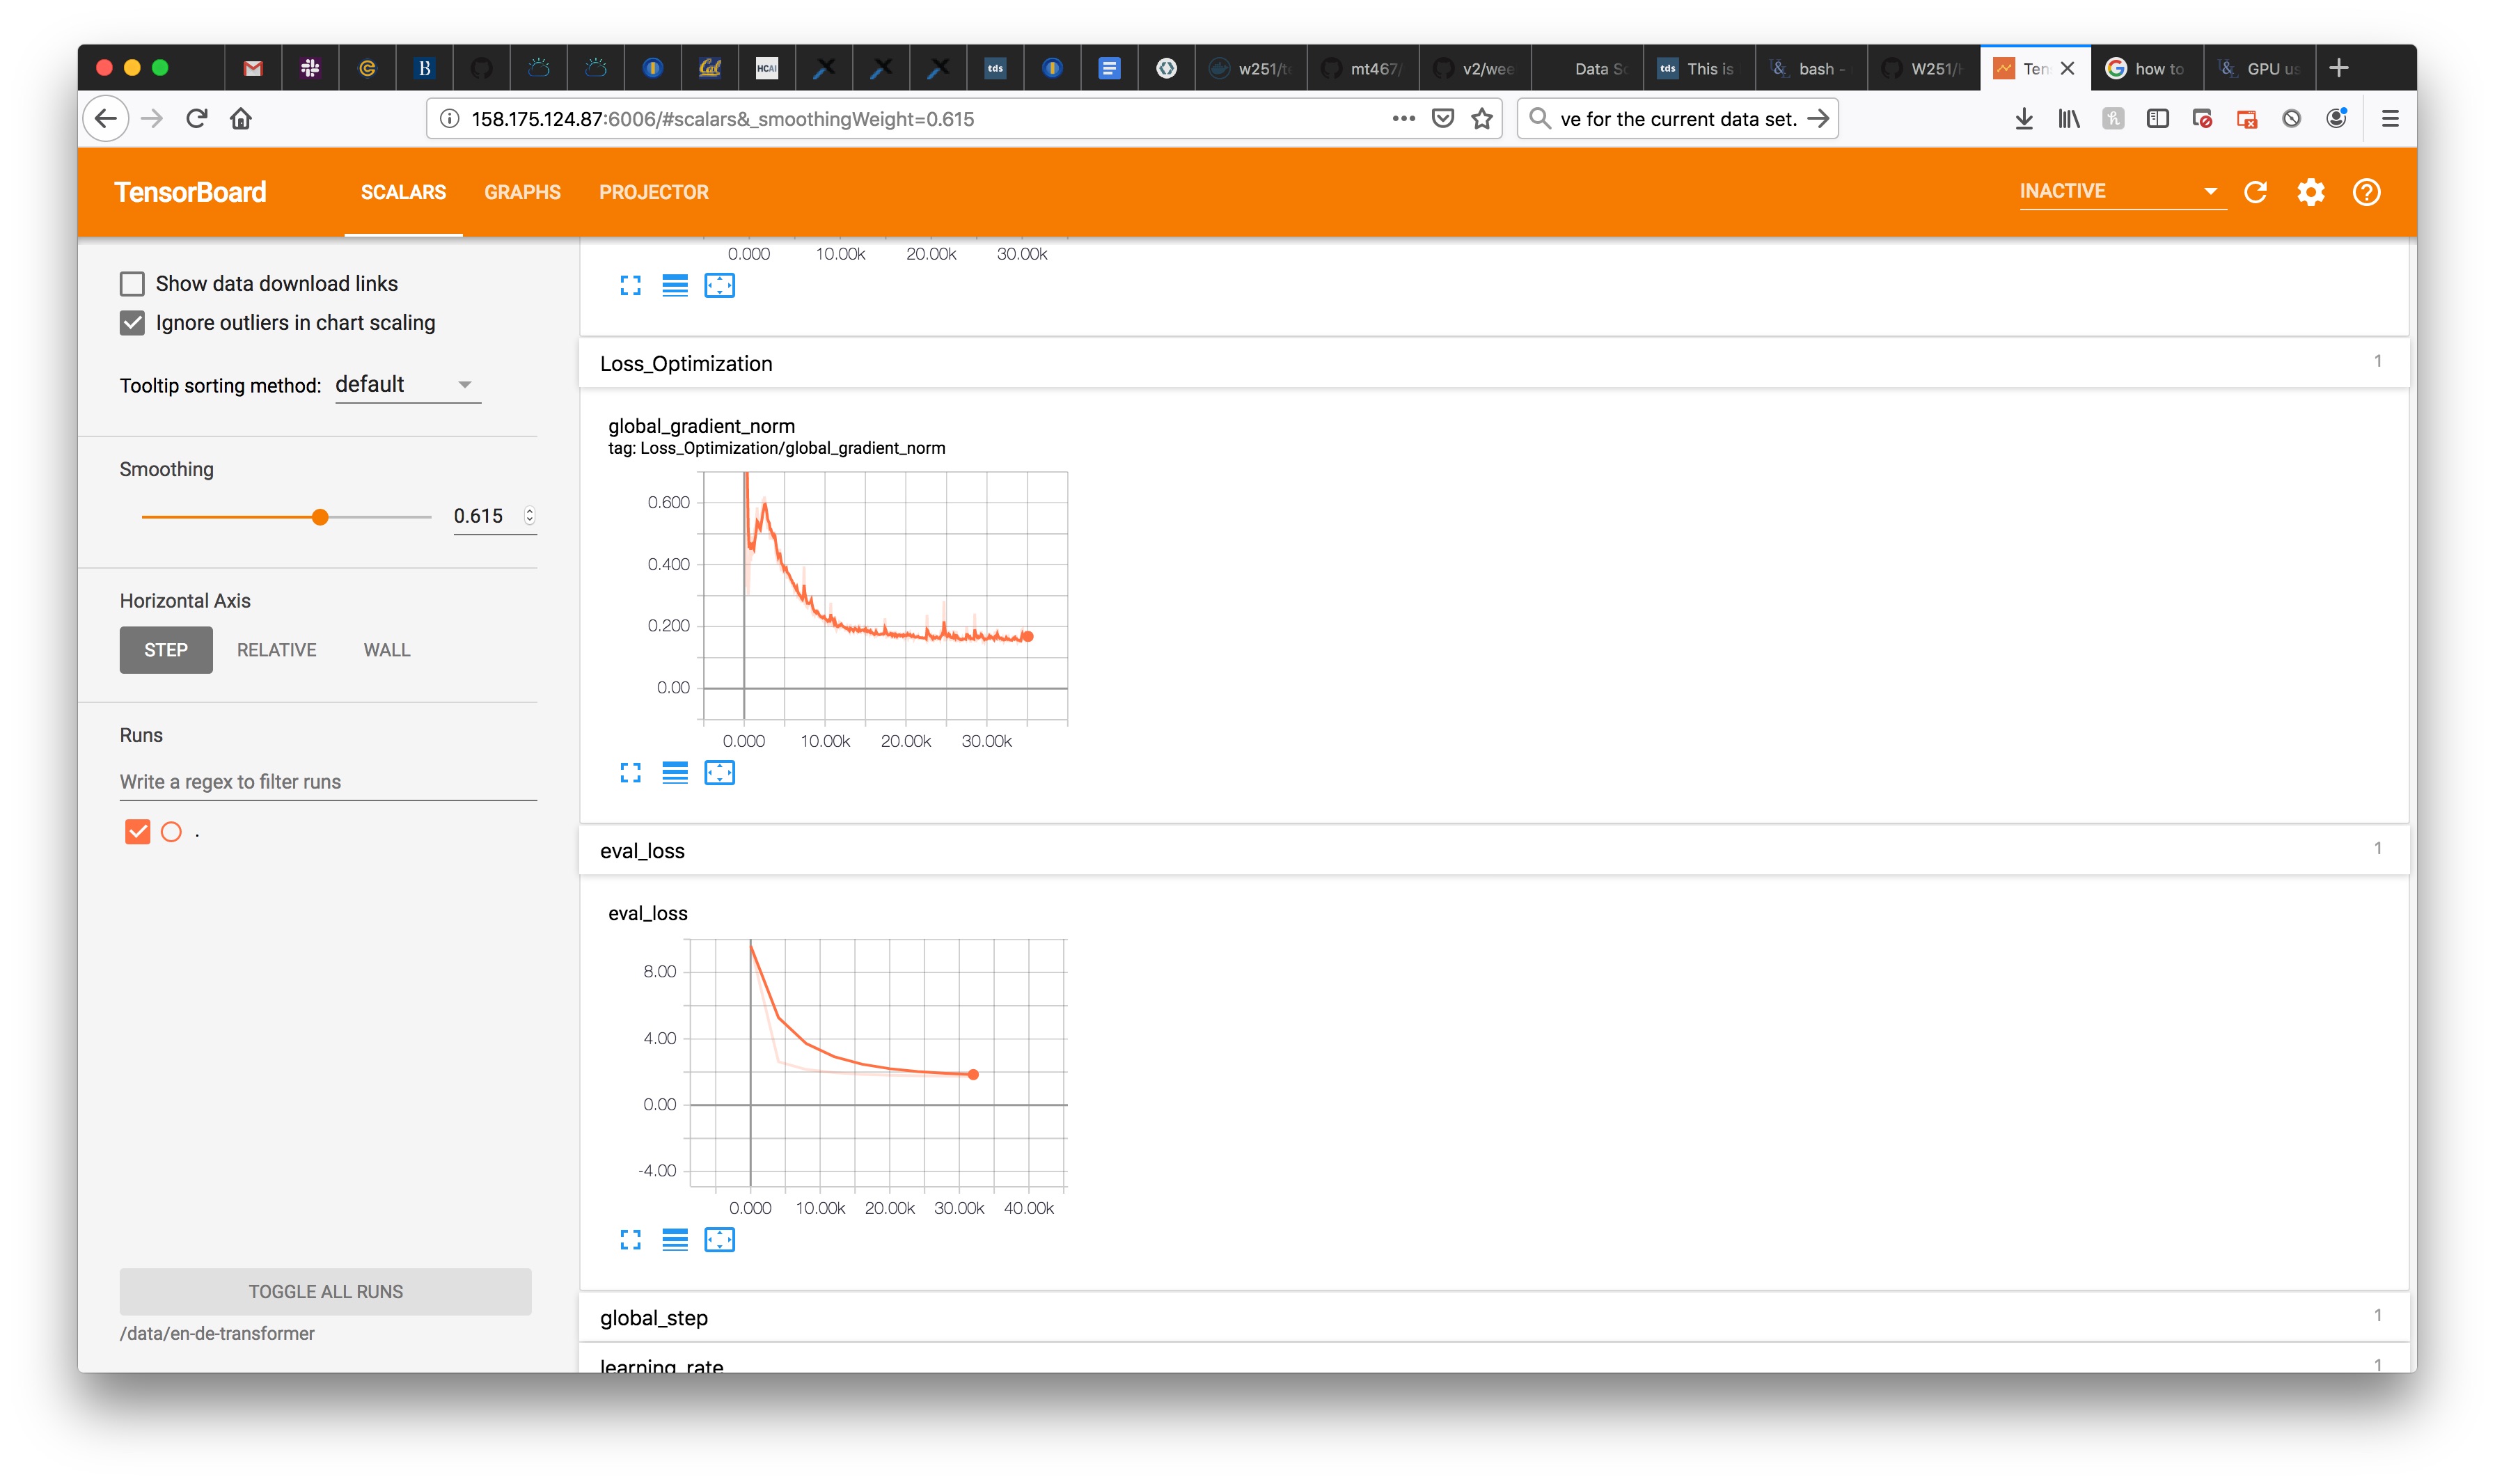 B
Cal
HCAI
tds
w251/t
mt467/
v2/wee
Data Sc
tds This is
bash -
W251/
Ten
how to
GPU us
158.175.124.87:6006/#scalars&_smoothingWeight=0.615
ve for the current data set.
TensorBoard
SCALARS GRAPHS PROJECTOR
INACTIVE
Show data download links
Ignore outliers in chart scaling
Tooltip sorting method: default
Smoothing
0.615
Horizontal Axis
STEP RELATIVE WALL
Runs
Write a regex to filter runs
.
TOGGLE ALL RUNS
/data/en-de-transformer
0.000 10.00k 20.00k 30.00k
Loss_Optimization 1
global_gradient_norm
tag: Loss_Optimization/global_gradient_norm
0.600
0.400
0.200
0.00
0.000 10.00k 20.00k 30.00k
eval_loss 1
eval_loss
8.00
4.00
0.00
-4.00
0.000 10.00k 20.00k 30.00k 40.00k
global_step 1
learning_rate 1